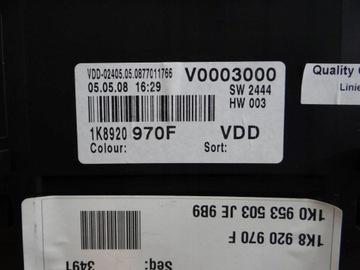 VDD-02405.05.0877011766
V0003000
05.05.08 16:29
SW 2444
HW 003
1K8920 970F VDD
Colour: Sort:
Quality
Linie
1K0 953 503 JE 9B9
1K8 920 970 F
Seq: 3491